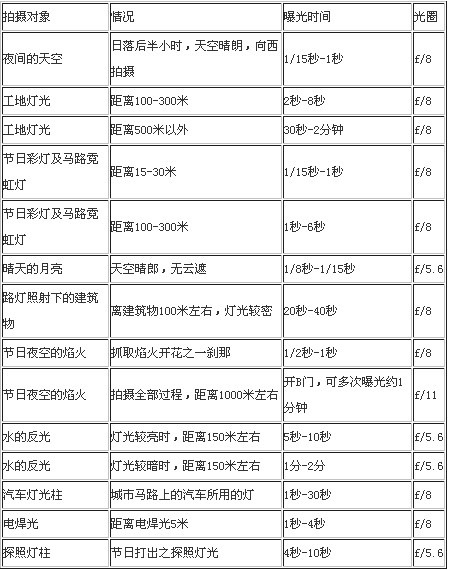 拍摄对象 情况 曝光时间 光圈
夜间的天空 日落后半小时，天空晴朗，向西 1/15秒-1秒 £/8
拍摄
工地灯光 距离100-300米 2秒-8秒 £/8
工地灯光 距离500米以外 30秒-2分钟 £/8
节日彩灯及马路霓 距离15-30米 1/15秒-1秒 £/8
虹灯
节日彩灯及马路霓 距离100-300米 1秒-6秒 £/8
虹灯
晴天的月亮 天空晴郎，无云遮 1/8秒-1/15秒 £/5.6
路灯照射下的建筑 离建筑物100米左右，灯光较密 20秒-40秒 £/8
物
节日夜空的焰火 抓取焰火开花之一刹那 1/2秒-1秒 £/8
节日夜空的焰火 拍摄全部过程，距离1000米左右 开B门，可多次曝光约1 £/11
分钟
水的反光 灯光较亮时，距离150米左右 5秒-10秒 £/5.6
水的反光 灯光较暗时，距离150米左右 1分-2分 £/5.6
汽车灯光柱 城市马路上的汽车所用的灯 1秒-30秒 £/8
电焊光 距离电焊光5米 1秒-4秒 £/8
探照灯柱 节日打出之探照灯光 4秒-10秒 £/5.6